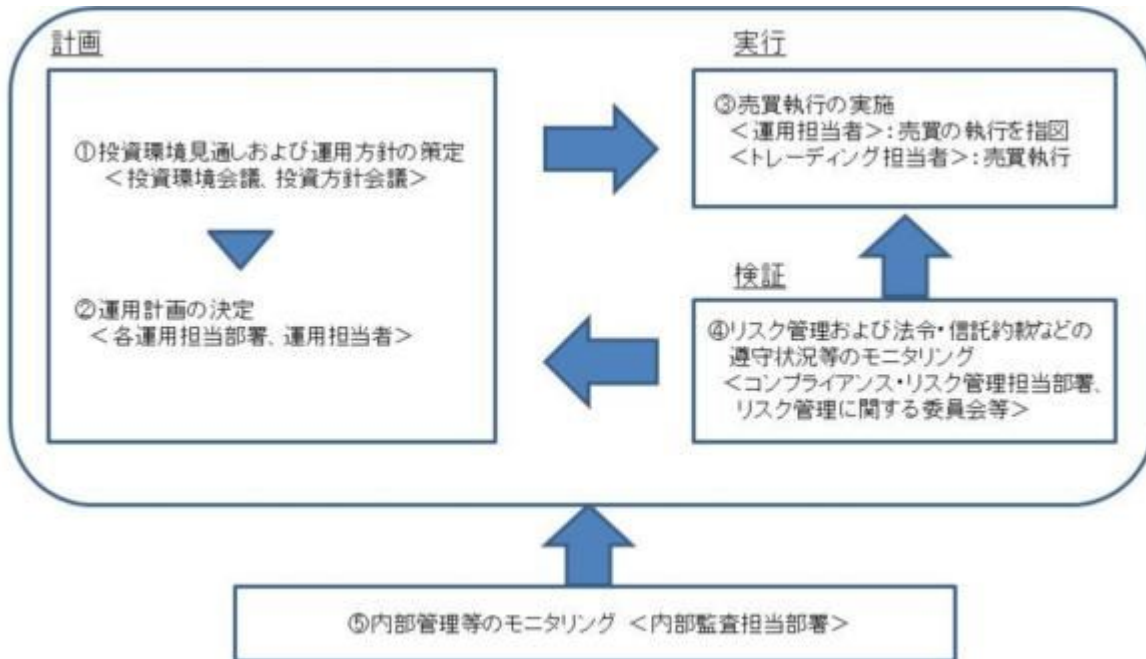 計画
①投資環境見通しおよび運用方針の策定
＜投資環境会議、投資方針会議＞
②運用計画の決定
＜各運用担当部署、運用担当者＞
実行
③売買執行の実施
＜運用担当者＞：売買の執行を指図
＜トレーディング担当者＞：売買執行
検証
④リスク管理および法令・信託約款などの
遵守状況等のモニタリング
＜コンプライアンス・リスク管理担当部署、
リスク管理に関する委員会等＞
⑤内部管理等のモニタリング ＜内部監査担当部署＞